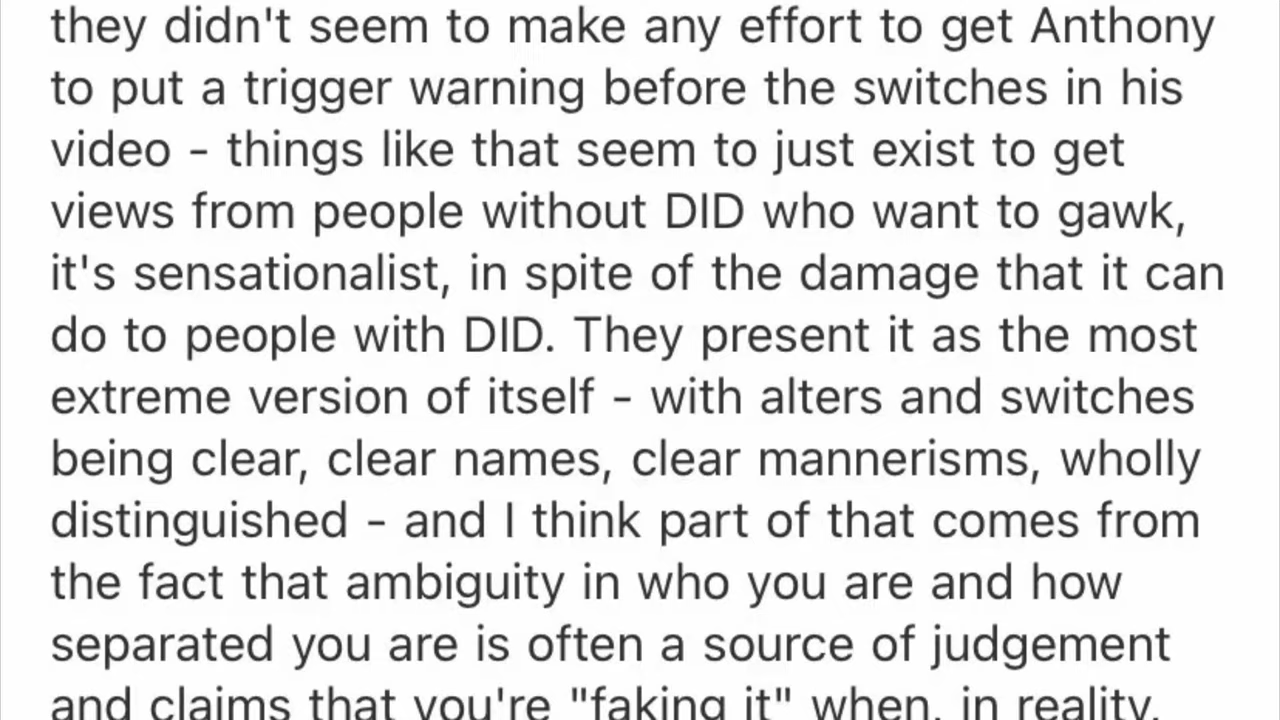 they didn't seem to make any effort to get Anthony
to put a trigger warning before the switches in his
video - things like that seem to just exist to get
views from people without DID who want to gawk,
it's sensationalist, in spite of the damage that it can
do to people with DID. They present it as the most
extreme version of itself - with alters and switches
being clear, clear names, clear mannerisms, wholly
distinguished - and I think part of that comes from
the fact that ambiguity in who you are and how
separated you are is often a source of judgement
and claims that you're "faking it" when, in reality,